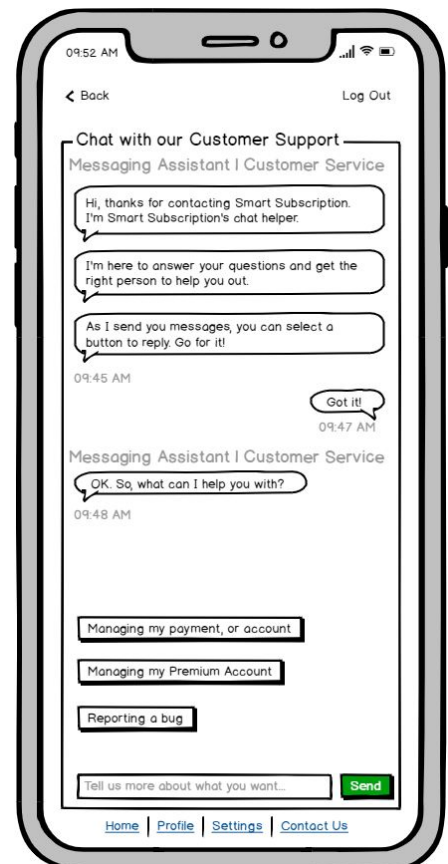 09:52 AM
Back
Log Out
Chat with our Customer Support
Messaging Assistant | Customer Service
Hi, thanks for contacting Smart Subscription.
I'm Smart Subscription's chat helper.
I'm here to answer your questions and get the
right person to help you out.
As I send you messages, you can select a
button to reply. Go for it!
09:45 AM
Got it!
09:47 AM
Messaging Assistant | Customer Service
OK. So, what can I help you with?
09:48 AM
Managing my payment, or account
Managing my Premium Account
Reporting a bug
Tell us more about what you want...
Send
Home | Profile | Settings | Contact Us